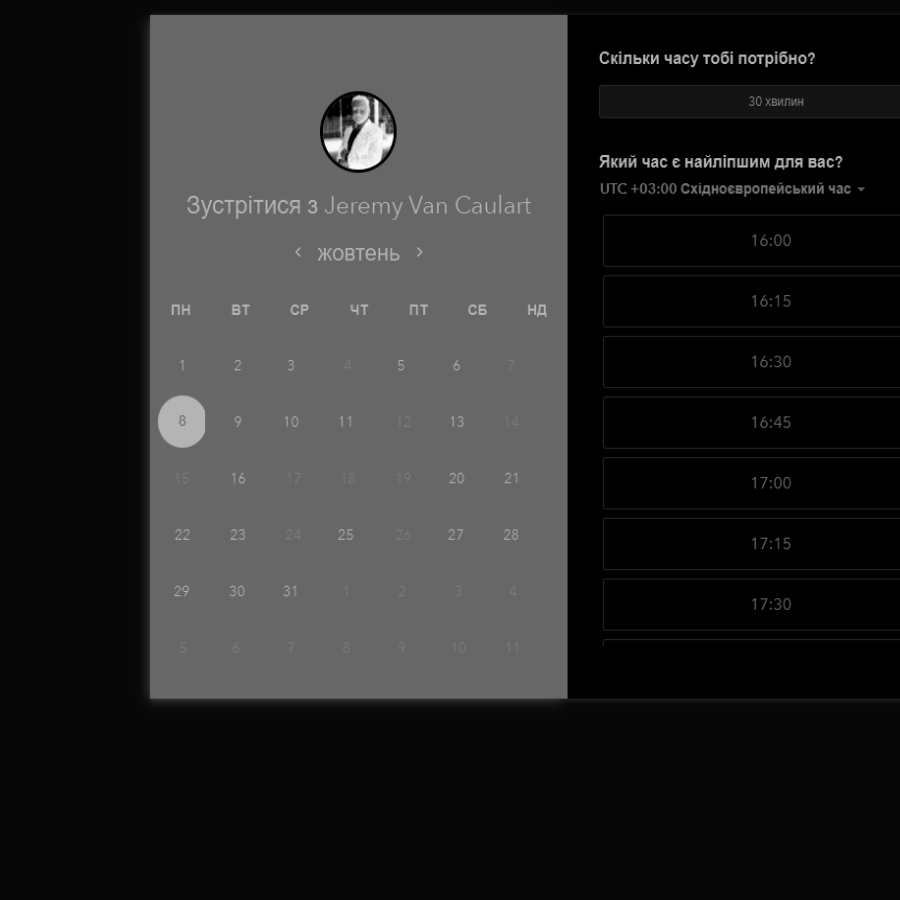 Зустрітися з Jeremy Van Caulart
жовтень
ПН ВТ СР ЧТ ПТ СБ НД
1 2 3 4 5 6 7
8 9 10 11 12 13 14
15 16 17 18 19 20 21
22 23 24 25 26 27 28
29 30 31 1 2 3 4
5 6 7 8 9 10 11
Скільки часу тобі потрібно?
30 хвилин
Який час є найліпшим для вас?
UTC +03:00 Східноєвропейський час
16:00
16:15
16:30
16:45
17:00
17:15
17:30